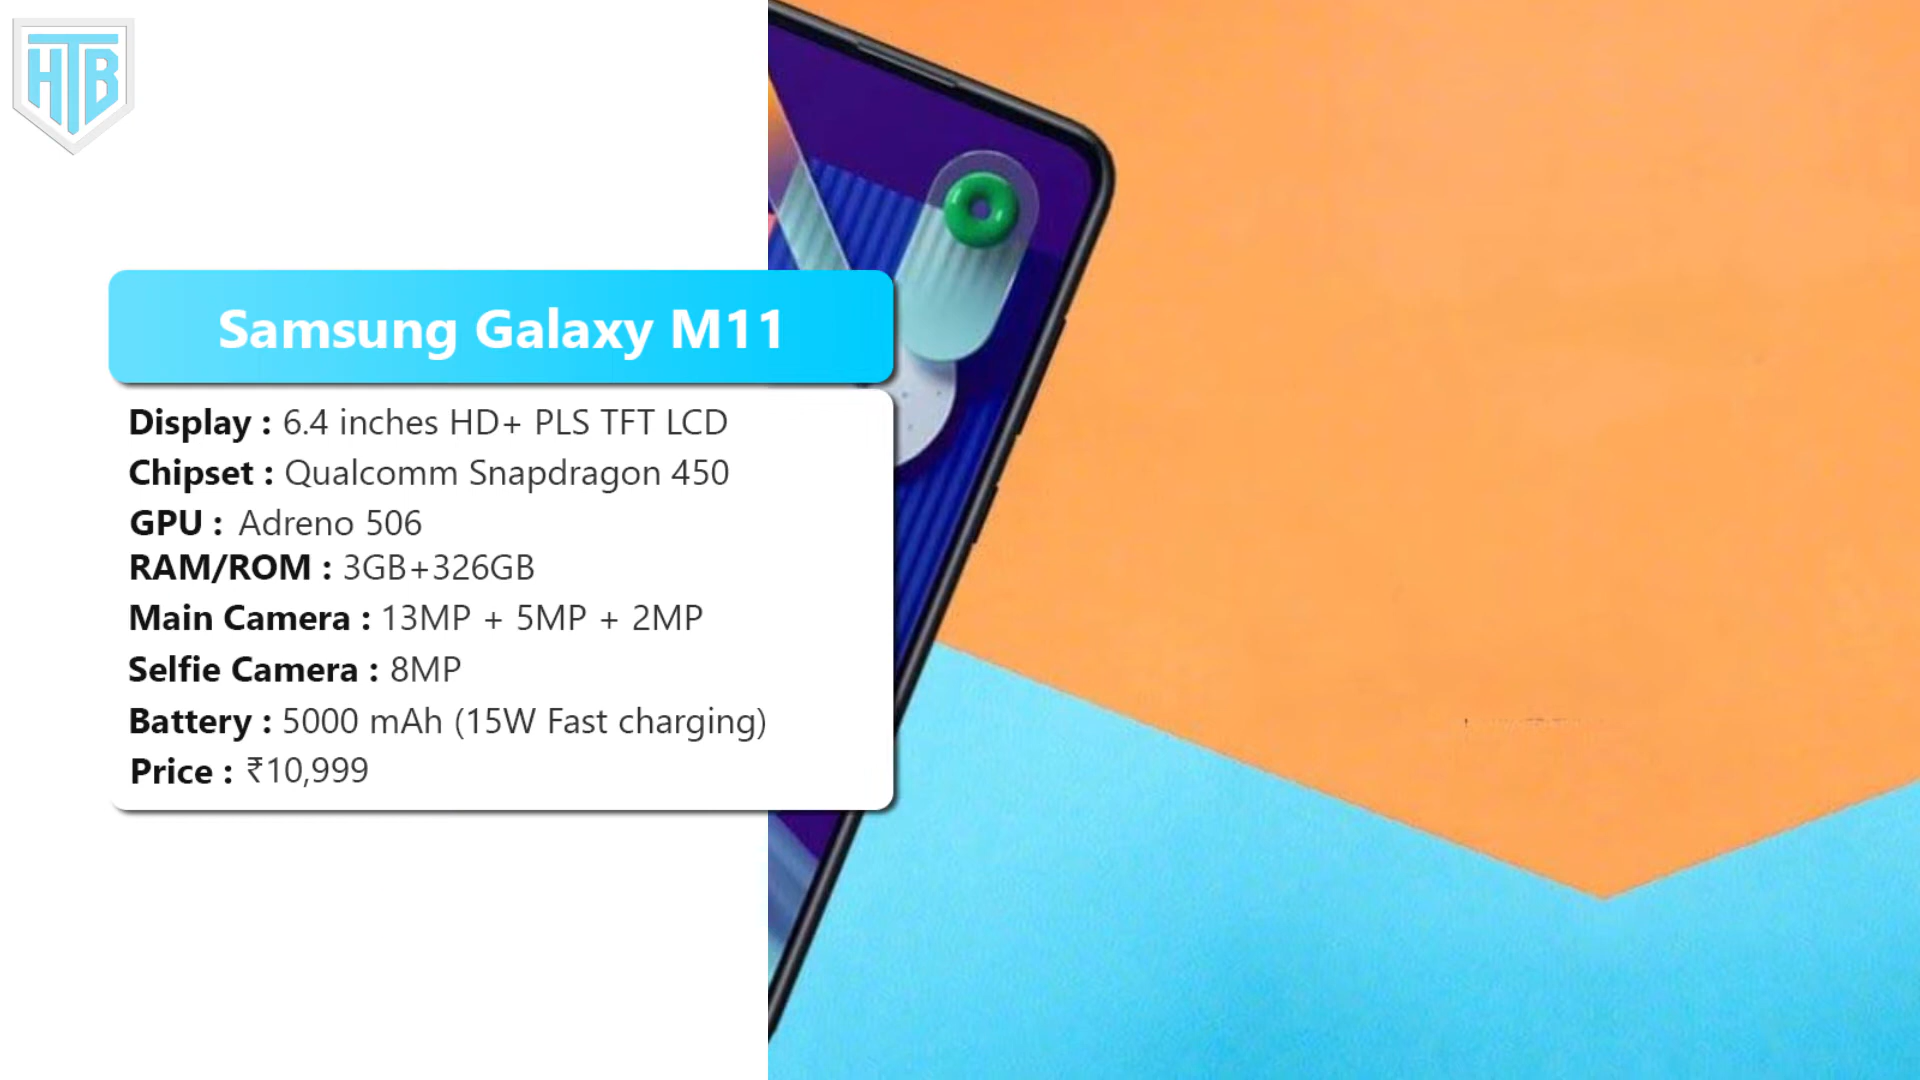 HTB
Samsung Galaxy M11
Display : 6.4 inches HD+ PLS TFT LCD
Chipset : Qualcomm Snapdragon 450
GPU : Adreno 506
RAM/ROM : 3GB+326GB
Main Camera : 13MP + 5MP + 2MP
Selfie Camera : 8MP
Battery : 5000 mAh (15W Fast charging)
Price : ₹10,999